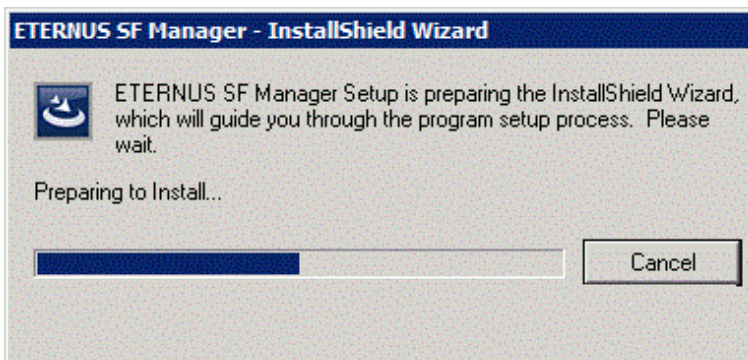 ETERNUS SF Manager - InstallShield Wizard
ETERNUS SF Manager Setup is preparing the InstallShield Wizard,
which will guide you through the program setup process. Please
wait.
Preparing to Install...
Cancel